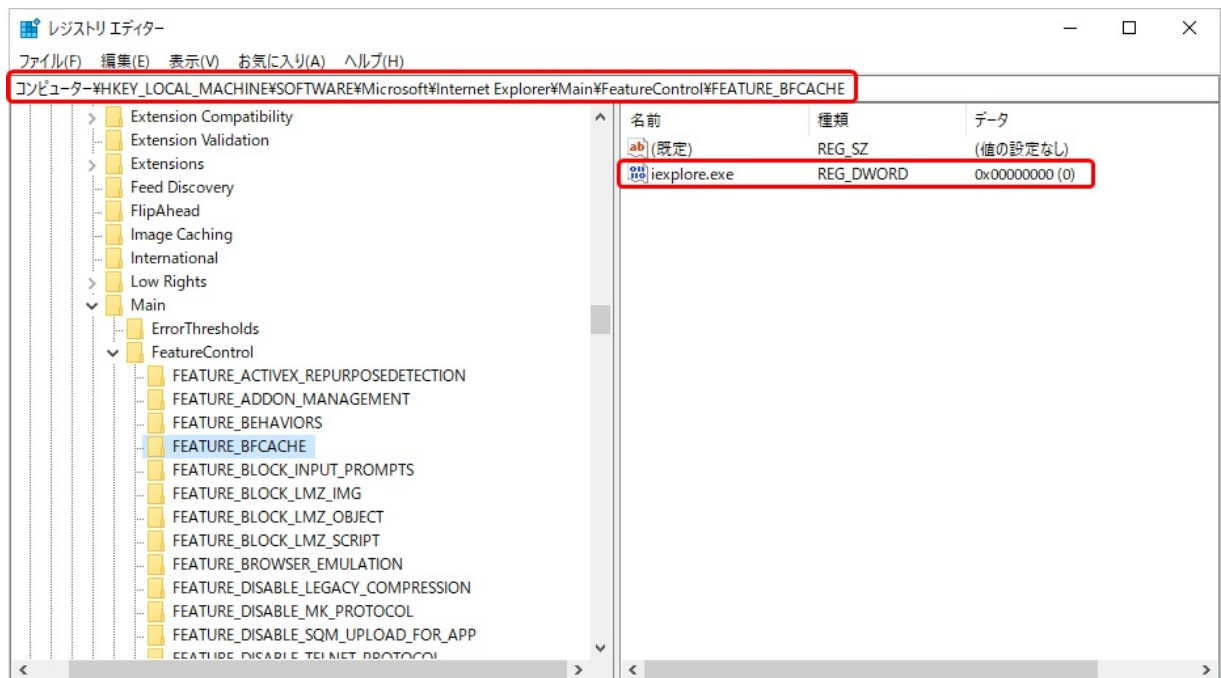 レジストリ エディター
ファイル(F) 編集(E) 表示(V) お気に入り(A) ヘルプ(H)
コンピューター¥HKEY_LOCAL_MACHINE¥SOFTWARE¥Microsoft¥Internet Explorer¥Main¥FeatureControl¥FEATURE_BFCACHE
Extension Compatibility
Extension Validation
Extensions
Feed Discovery
FlipAhead
Image Caching
International
Low Rights
Main
ErrorThresholds
FeatureControl
FEATURE_ACTIVEX_REPURPOSEDETECTION
FEATURE_ADDON_MANAGEMENT
FEATURE_BEHAVIORS
FEATURE_BFCACHE
FEATURE_BLOCK_INPUT_PROMPTS
FEATURE_BLOCK_LMZ_IMG
FEATURE_BLOCK_LMZ_OBJECT
FEATURE_BLOCK_LMZ_SCRIPT
FEATURE_BROWSER_EMULATION
FEATURE_DISABLE_LEGACY_COMPRESSION
FEATURE_DISABLE_MK_PROTOCOL
FEATURE_DISABLE_SQM_UPLOAD_FOR_APP
FEATURE_DISABLE_TELNET_PROTOCOL
名前 種類 データ
ab (既定) REG_SZ (値の設定なし)
iexplore.exe REG_DWORD 0x00000000 (0)